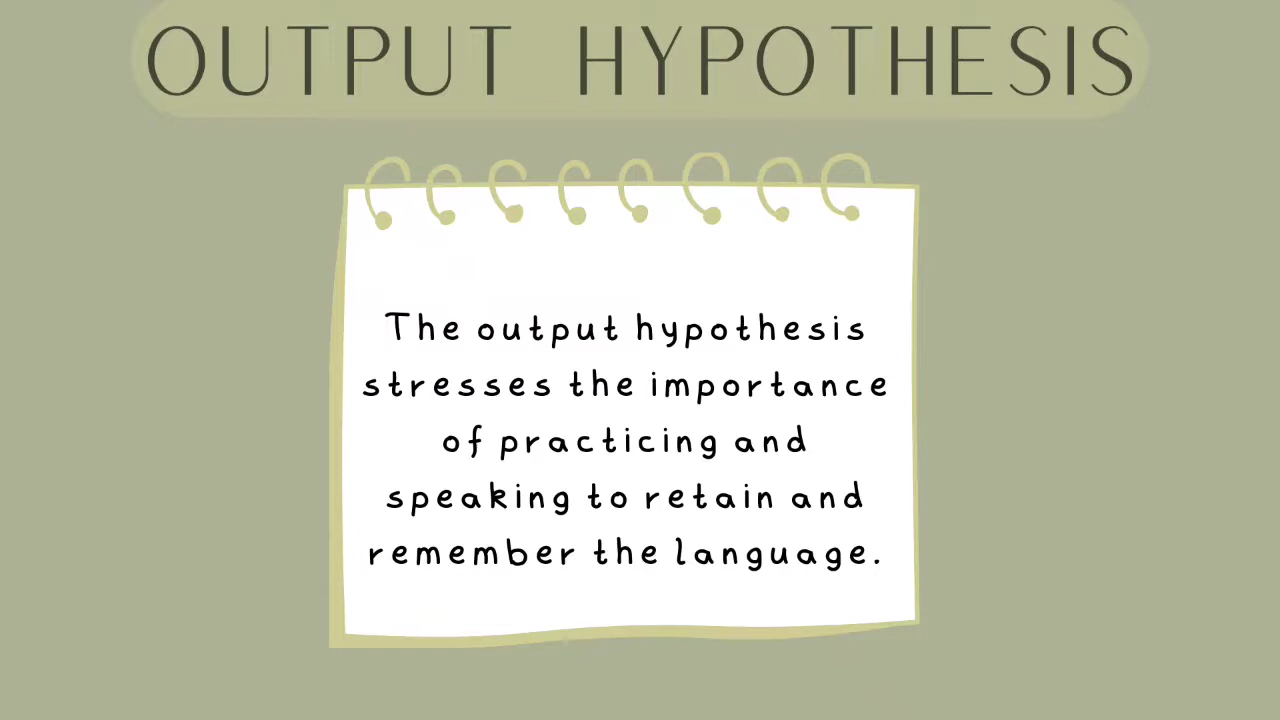 OUTPUT HYPOTHESIS
The output hypothesis
stresses the importance
of practicing and
speaking to retain and
remember the language.